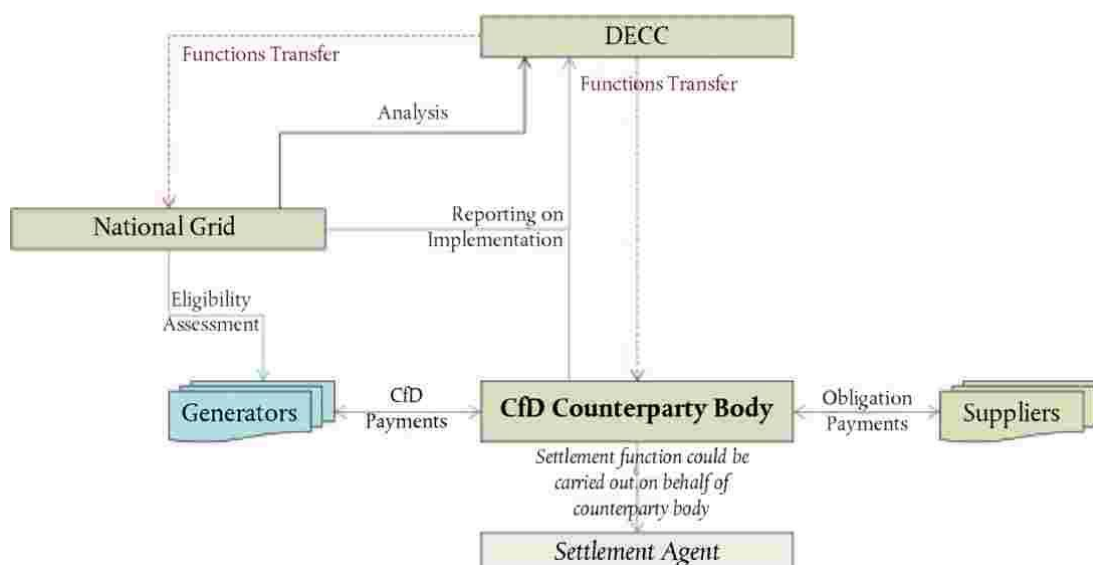 DECC
Functions Transfer
Functions Transfer
Analysis
National Grid
Reporting on
Implementation
Eligibility
Assessment
Generators
CfD
Payments
CfD Counterparty Body
Obligation
Payments
Suppliers
Settlement function could be
carried out on behalf of
counterparty body
Settlement Agent